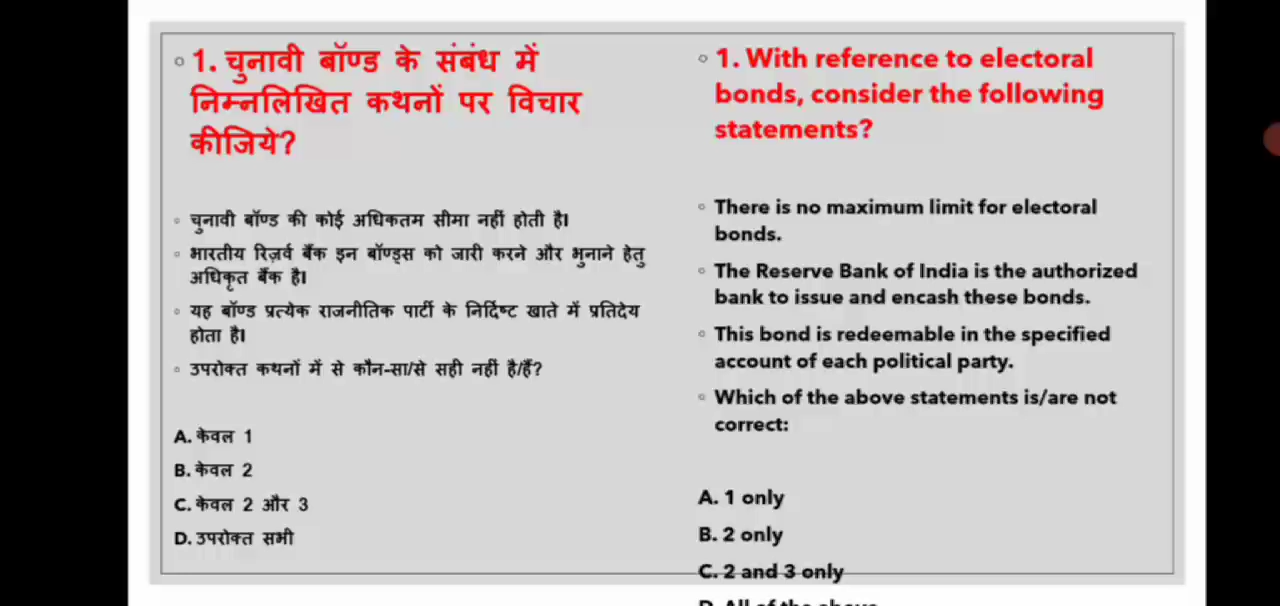 1. चुनावी बॉण्ड के संबंध में
निम्नलिखित कथनों पर विचार
कीजिये?
चुनावी बॉण्ड की कोई अधिकतम सीमा नहीं होती है।
भारतीय रिज़र्व बैंक इन बॉण्ड्स को जारी करने और भुनाने हेतु
अधिकृत बैंक है।
यह बॉण्ड प्रत्येक राजनीतिक पार्टी के निर्दिष्ट खाते में प्रतिदेय
होता है।
उपरोक्त कथनों में से कौन-सा/से सही नहीं है/हैं?
A. केवल 1
B. केवल 2
C. केवल 2 और 3
D. उपरोक्त सभी
1. With reference to electoral
bonds, consider the following
statements?
There is no maximum limit for electoral
bonds.
The Reserve Bank of India is the authorized
bank to issue and encash these bonds.
This bond is redeemable in the specified
account of each political party.
Which of the above statements is/are not
correct:
A. 1 only
B. 2 only
C. 2 and 3 only
D. All of the above